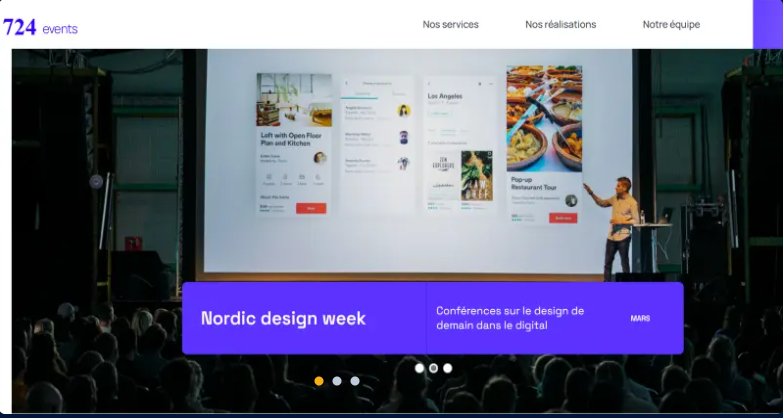 724 events
Nos services
Nos réalisations
Notre équipe
Loft with Open Floor
Plan and Kitchen
Los Angeles
Pop-up
Restaurant Tour
Nordic design week
Conférences sur le design de
demain dans le digital
MARS